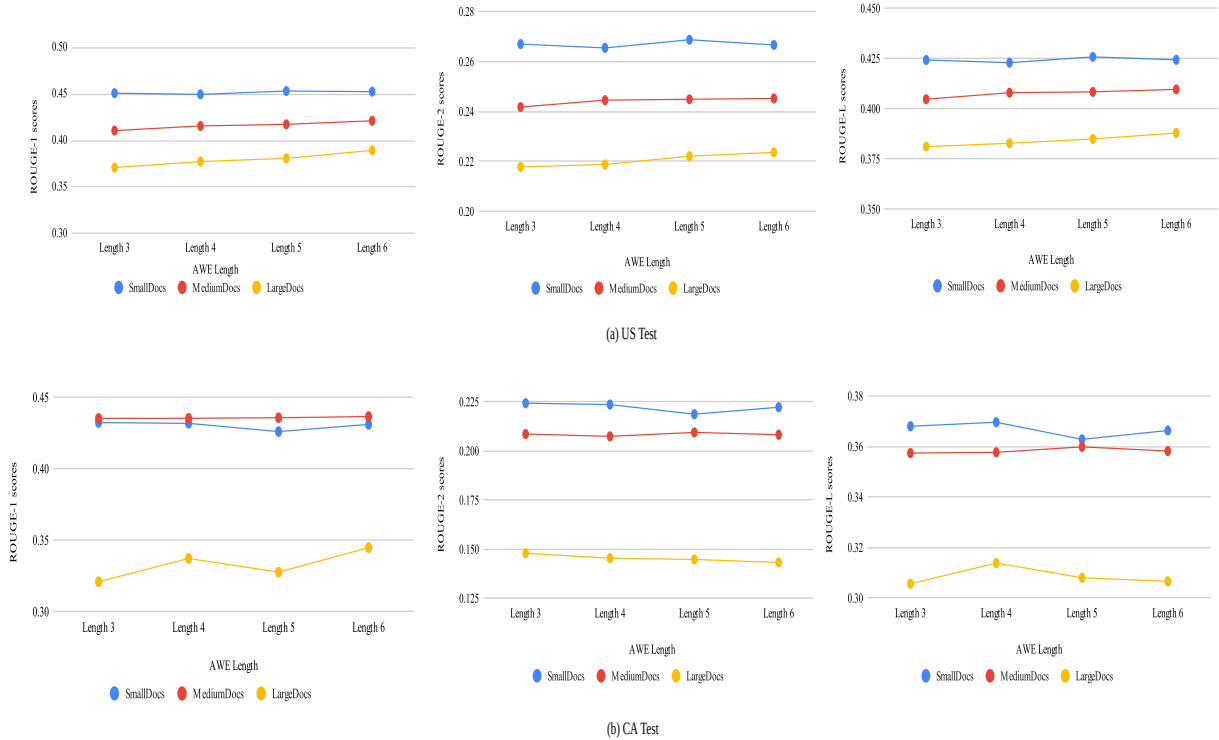 0.50
0.45
0.40
0.35
0.30
ROUGE-1 scores
Length 3 Length 4 Length 5 Length 6
AWE Length
SmallDocs MediumDocs LargeDocs
0.28
0.26
0.24
0.22
0.20
ROUGE-2 scores
Length 3 Length 4 Length 5 Length 6
AWE Length
SmallDocs MediumDocs LargeDocs
0.450
0.425
0.400
0.375
0.350
ROUGE-L scores
Length 3 Length 4 Length 5 Length 6
AWE Length
SmallDocs MediumDocs LargeDocs
(a) US Test
0.45
0.40
0.35
0.30
ROUGE-1 scores
Length 3 Length 4 Length 5 Length 6
AWE Length
SmallDocs MediumDocs LargeDocs
0.225
0.200
0.175
0.150
0.125
ROUGE-2 scores
Length 3 Length 4 Length 5 Length 6
AWE Length
SmallDocs MediumDocs LargeDocs
0.38
0.36
0.34
0.32
0.30
ROUGE-L scores
Length 3 Length 4 Length 5 Length 6
AWE Length
SmallDocs MediumDocs LargeDocs
(b) CA Test